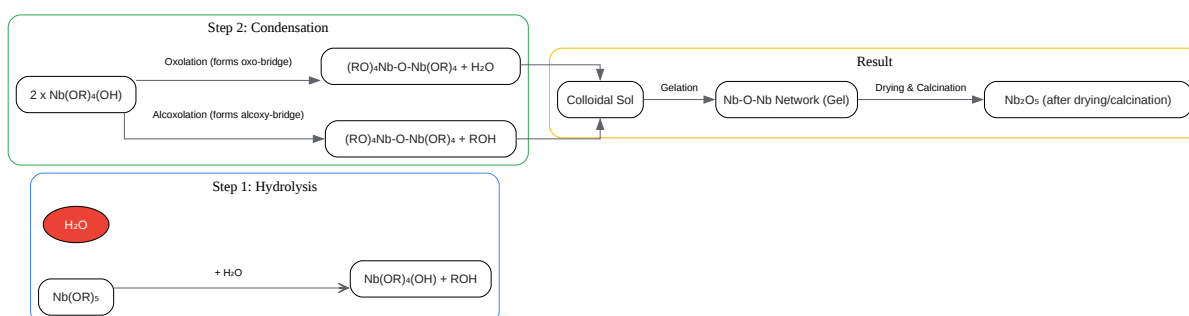 Step 2: Condensation
Oxolation (forms oxo-bridge)
(RO)₄Nb-O-Nb(OR)₄ + H₂O
2 x Nb(OR)₄(OH)
Alcoxolation (forms alcoxy-bridge)
(RO)₄Nb-O-Nb(OR)₄ + ROH
Result
Colloidal Sol
Gelation
Nb-O-Nb Network (Gel)
Drying & Calcination
Nb₂O₅ (after drying/calcination)
Step 1: Hydrolysis
H₂O
+ H₂O
Nb(OR)₅
Nb(OR)₄(OH) + ROH